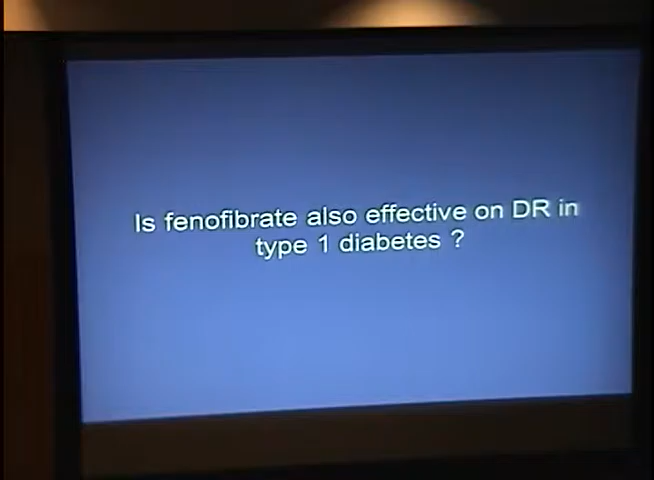 Is fenofibrate also effective on DR in
type 1 diabetes ?